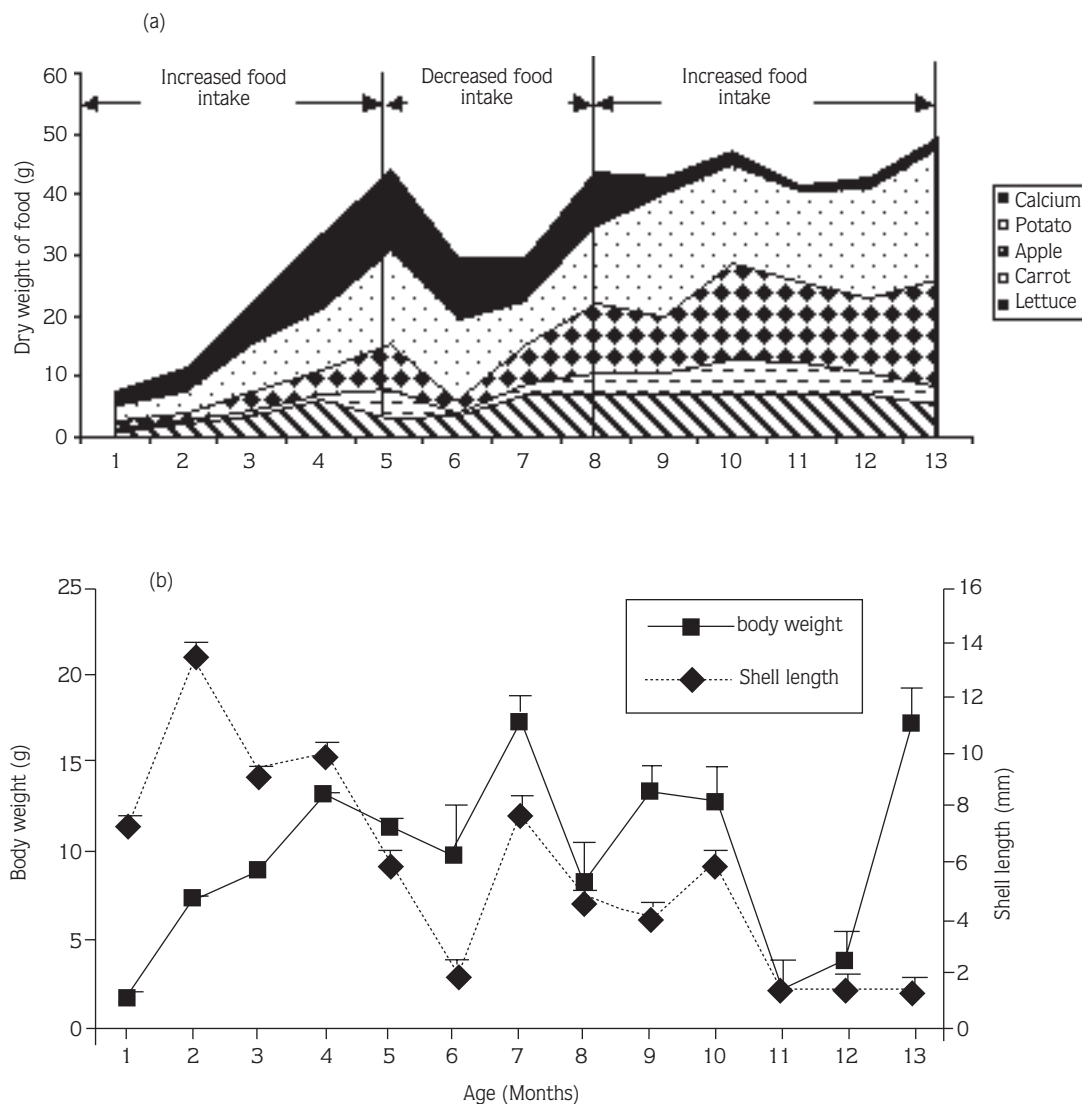 (a)
60
50
40
30
20
10
0
Dry weight of food (g)
Increased food
intake
Decreased food
intake
Increased food
intake
Calcium
Potato
Apple
Carrot
Lettuce
1 2 3 4 5 6 7 8 9 10 11 12 13
(b)
25
20
15
10
5
0
Body weight (g)
body weight
Shell length
16
14
12
10
8
6
4
2
0
Shell length (mm)
1 2 3 4 5 6 7 8 9 10 11 12 13
Age (Months)